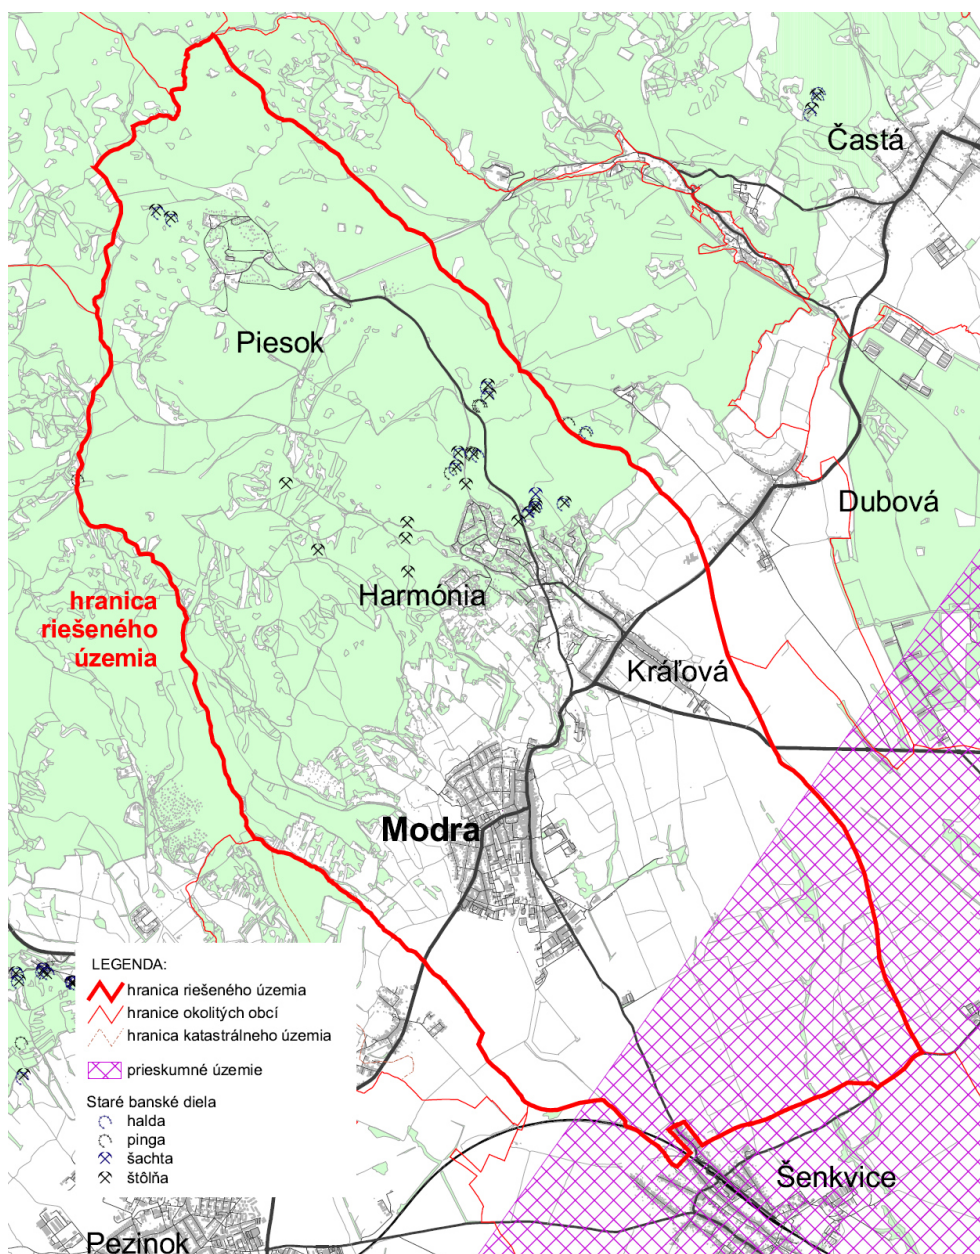 Častá
Piesok
Dubová
Harmónia
hranica
riešeného
územia
Kráľová
Modra
LEGENDA:
hranica riešeného územia
hranice okolitých obcí
hranica katastrálneho územia
prieskumné územie
Staré banské diela
halda
pinga
šachta
štôlňa
Šenkvice
Pezinok